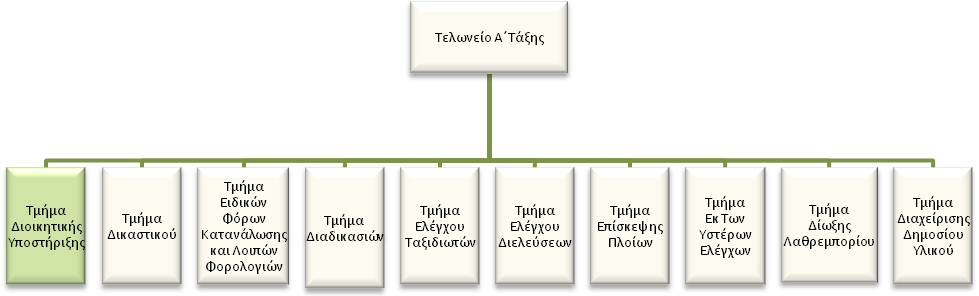 Τελωνείο Α΄Τάξης
Τμήμα
Διοικητικής
Υποστήριξης
Τμήμα
Δικαστικού
Τμήμα
Ειδικών
Φόρων
Κατανάλωσης
και Λοιπών
Φορολογιών
Τμήμα
Διαδικασιών
Τμήμα
Ελέγχου
Ταξιδιωτών
Τμήμα
Ελέγχου
Διελεύσεων
Τμήμα
Επίσκεψης
Πλοίων
Τμήμα
Εκ Των
Υστέρων
Ελέγχων
Τμήμα
Δίωξης
Λαθρεμπορίου
Τμήμα
Διαχείρισης
Δημοσίου
Υλικού